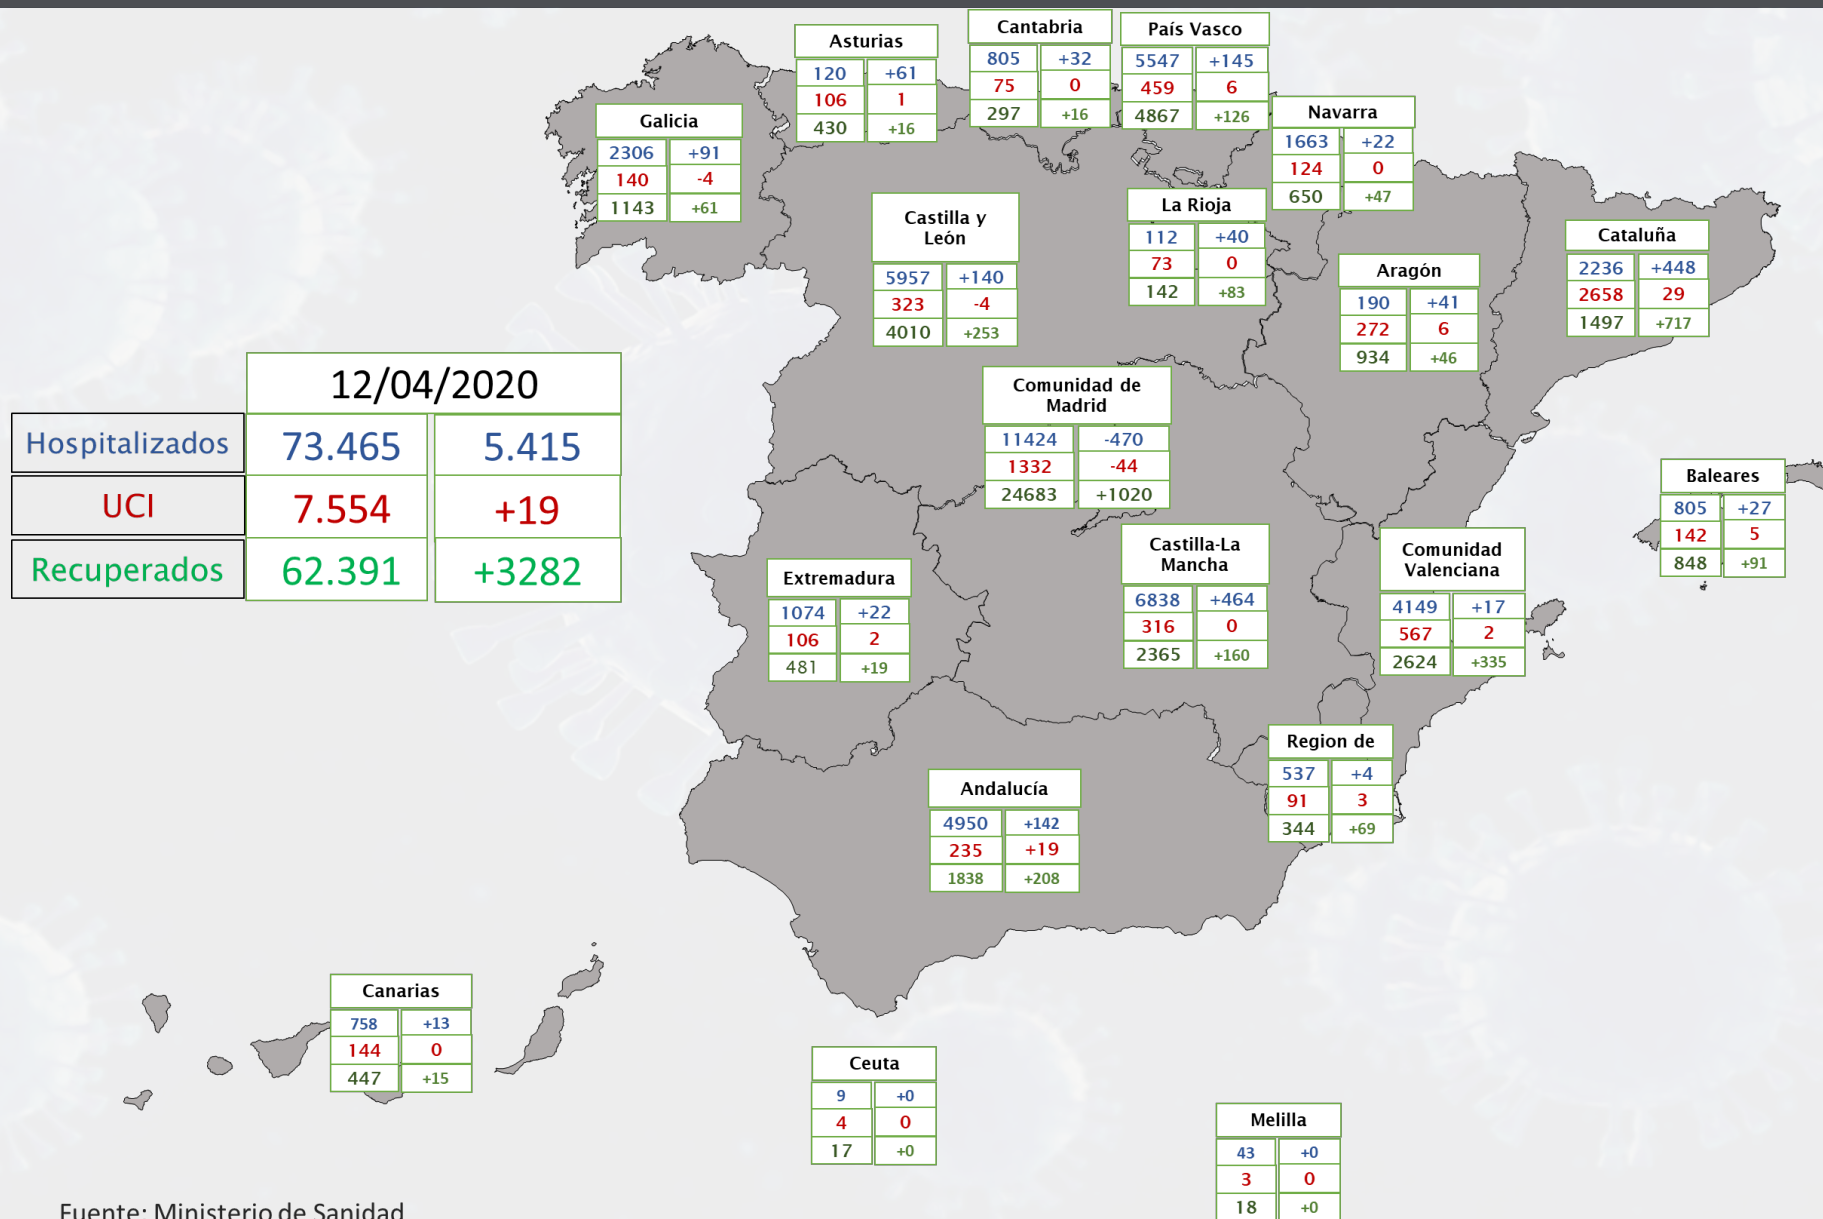 12/04/2020
Hospitalizados 73.465 5.415
UCI 7.554 +19
Recuperados 62.391 +3282
Asturias
120 +61
106 1
430 +16
Cantabria
805 +32
75 0
297 +16
País Vasco
5547 +145
459 6
4867 +126
Navarra
1663 +22
124 0
650 +47
Galicia
2306 +91
140 -4
1143 +61
Castilla y
León
5957 +140
323 -4
4010 +253
La Rioja
112 +40
73 0
142 +83
Aragón
190 +41
272 6
934 +46
Cataluña
2236 +448
2658 29
1497 +717
Comunidad de
Madrid
11424 -470
1332 -44
24683 +1020
Baleares
805 +27
142 5
848 +91
Extremadura
1074 +22
106 2
481 +19
Castilla-La
Mancha
6838 +464
316 0
2365 +160
Comunidad
Valenciana
4149 +17
567 2
2624 +335
Region de
537 +4
91 3
344 +69
Andalucía
4950 +142
235 +19
1838 +208
Canarias
758 +13
144 0
447 +15
Ceuta
9 +0
4 0
17 +0
Melilla
43 +0
3 0
18 +0
Fuente: Ministerio de Sanidad